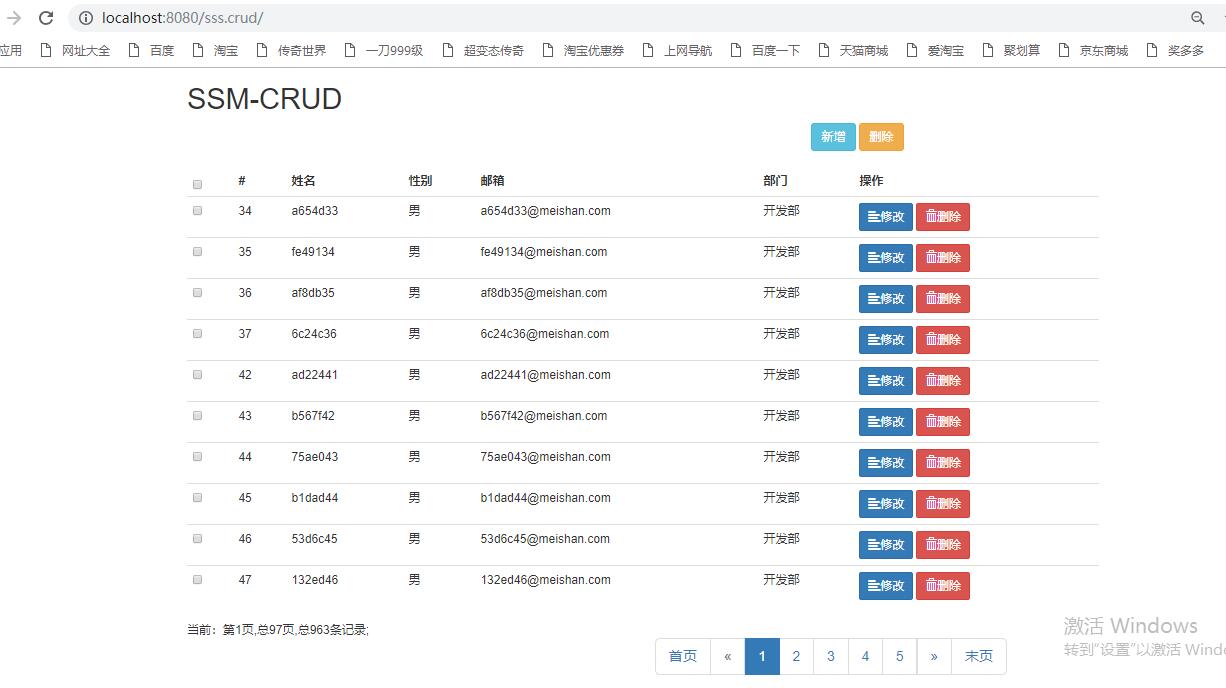 localhost:8080/sss.crud/
应用 网址大全 百度 淘宝 传奇世界 一刀999级 超变态传奇 淘宝优惠券 上网导航 百度一下 天猫商城 爱淘宝 聚划算 京东商城 奖多多
SSM-CRUD
新增 删除
# 姓名 性别 邮箱 部门 操作
34 a654d33 男 a654d33@meishan.com 开发部 修改 删除
35 fe49134 男 fe49134@meishan.com 开发部 修改 删除
36 af8db35 男 af8db35@meishan.com 开发部 修改 删除
37 6c24c36 男 6c24c36@meishan.com 开发部 修改 删除
42 ad22441 男 ad22441@meishan.com 开发部 修改 删除
43 b567f42 男 b567f42@meishan.com 开发部 修改 删除
44 75ae043 男 75ae043@meishan.com 开发部 修改 删除
45 b1dad44 男 b1dad44@meishan.com 开发部 修改 删除
46 53d6c45 男 53d6c45@meishan.com 开发部 修改 删除
47 132ed46 男 132ed46@meishan.com 开发部 修改 删除
当前：第1页,总97页,总963条记录;
首页 « 1 2 3 4 5 » 末页
激活 Windows
转到"设置"以激活 Wind